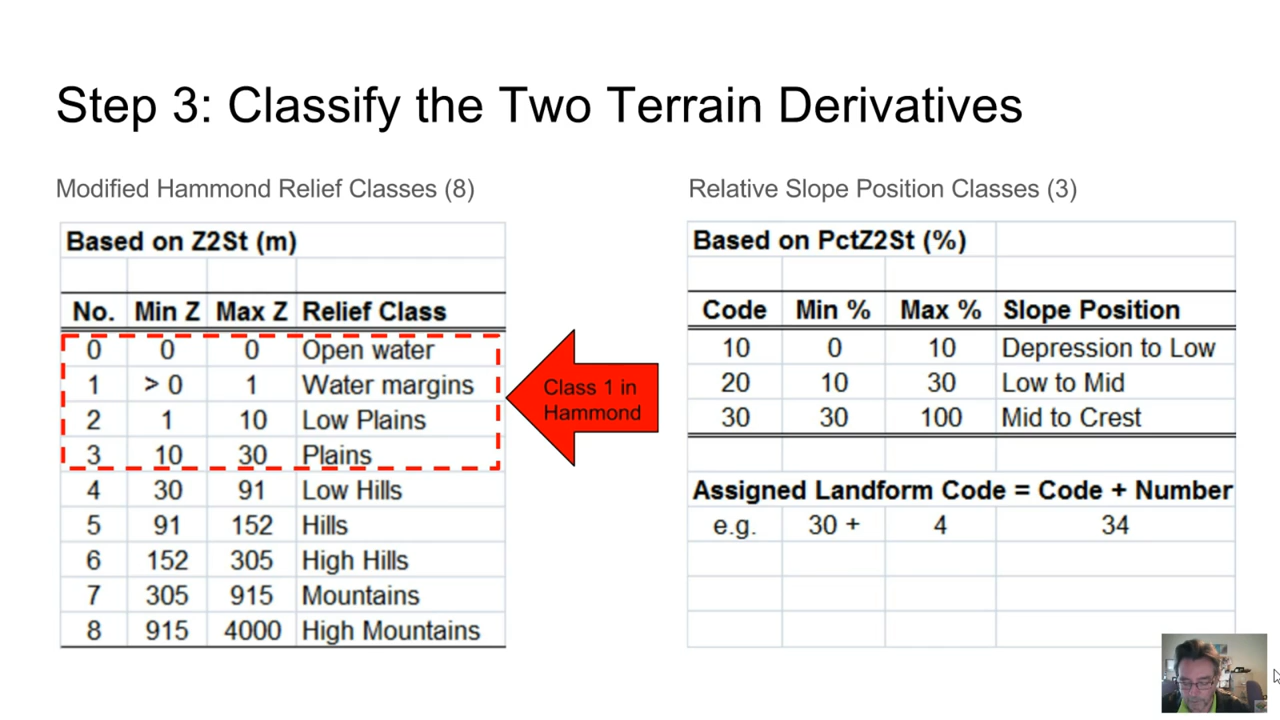 Step 3: Classify the Two Terrain Derivatives
Modified Hammond Relief Classes (8)
Based on Z2St (m)
No. Min Z Max Z Relief Class
0 0 0 Open water
1 > 0 1 Water margins
2 1 10 Low Plains
3 10 30 Plains
4 30 91 Low Hills
5 91 152 Hills
6 152 305 High Hills
7 305 915 Mountains
8 915 4000 High Mountains
Class 1 in
Hammond
Relative Slope Position Classes (3)
Based on PctZ2St (%)
Code Min % Max % Slope Position
10 0 10 Depression to Low
20 10 30 Low to Mid
30 30 100 Mid to Crest
Assigned Landform Code = Code + Number
e.g. 30 + 4 34